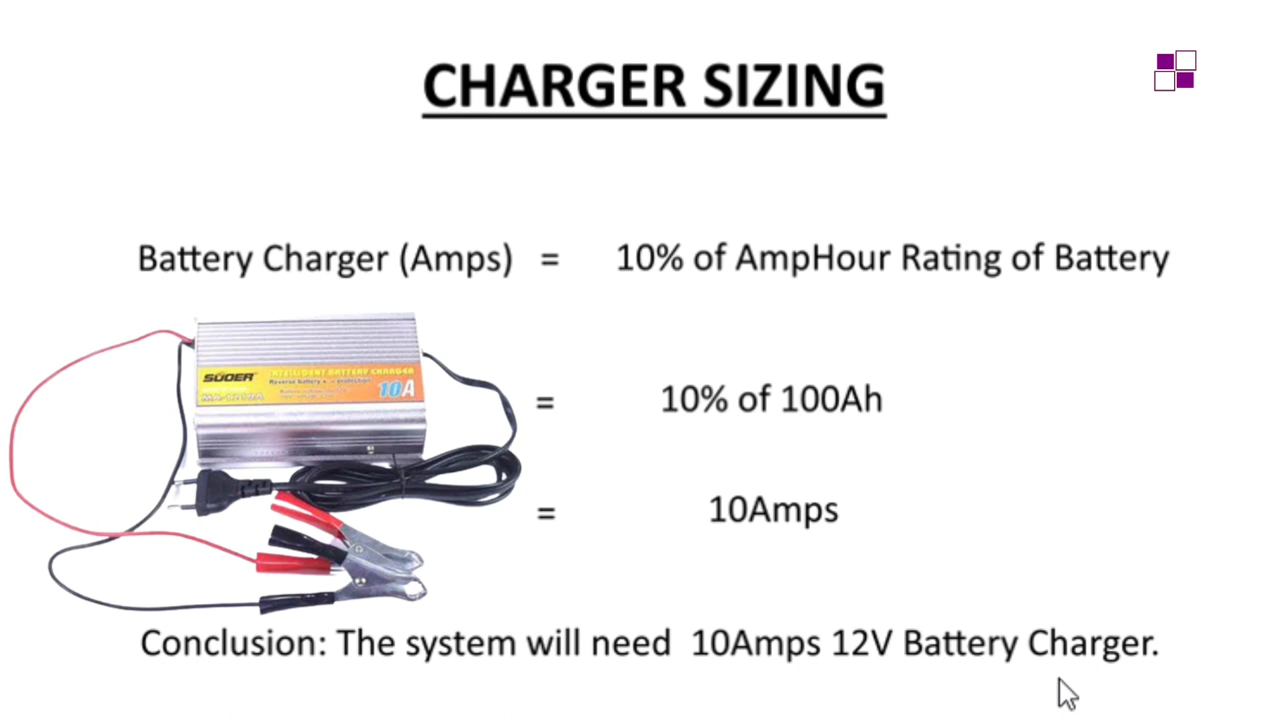 CHARGER SIZING
Battery Charger (Amps) = 10% of AmpHour Rating of Battery
SUOER
INTELLIGENT BATTERY CHARGER
10A
= 10% of 100Ah
= 10Amps
Conclusion: The system will need 10Amps 12V Battery Charger.